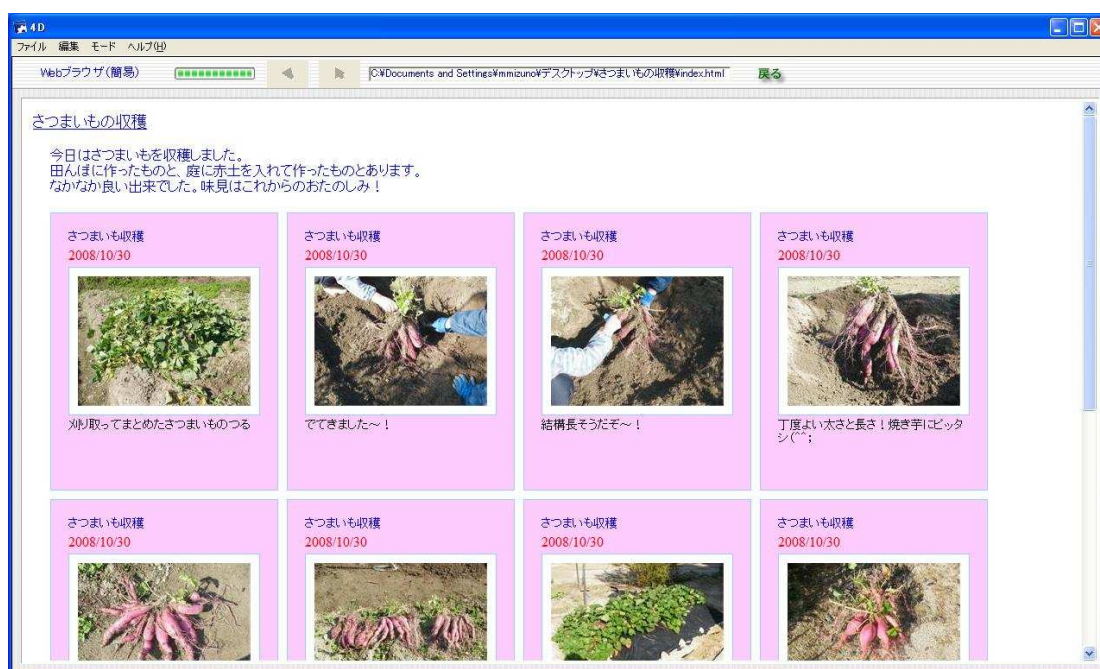 4D
ファイル 編集 モード ヘルプ(H)
Webブラウザ(簡易)
C:¥Documents and Settings¥mmizuno¥デスクトップ¥さつまいもの収穫¥index.html
戻る
さつまいもの収穫
今日はさつまいもを収穫しました。
田んぼに作ったものと、庭に赤土を入れて作ったものとあります。
なかなか良い出来でした。味見はこれからのおたのしみ！
さつまいも収穫
2008/10/30
刈り取ってまとめたさつまいものつる
さつまいも収穫
2008/10/30
でてきました～！
さつまいも収穫
2008/10/30
結構長そうだぞ～！
さつまいも収穫
2008/10/30
丁度よい太さと長さ！焼き芋にピッタ
シ(^^;
さつまいも収穫
2008/10/30
さつまいも収穫
2008/10/30
さつまいも収穫
2008/10/30
さつまいも収穫
2008/10/30